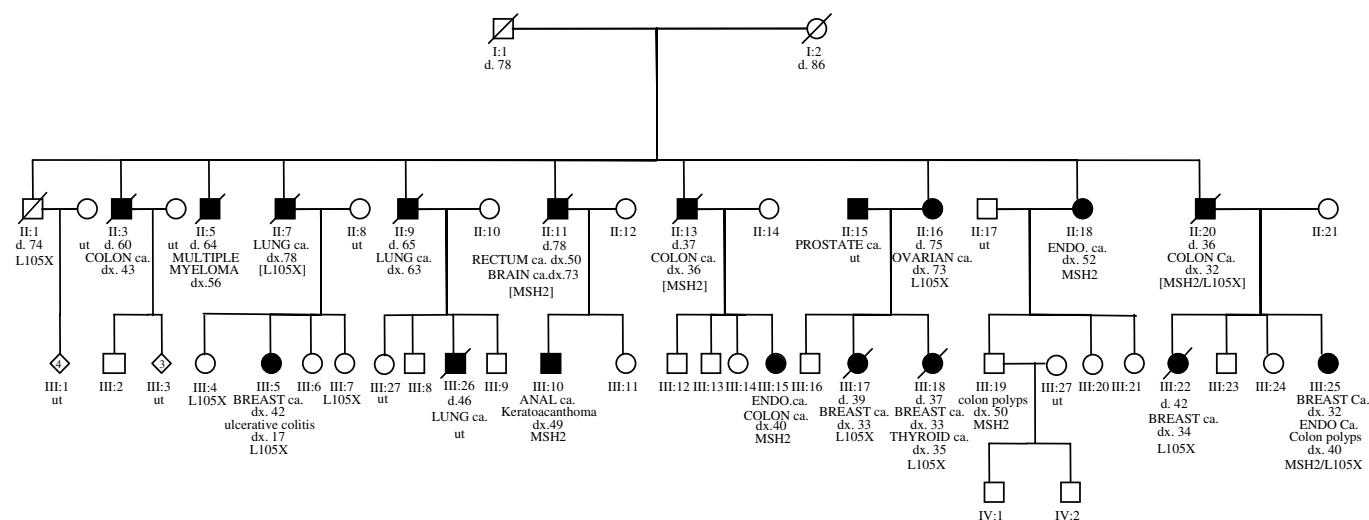 I:1
d. 78
I:2
d. 86
II:1
d. 74
L105X
ut
II:3
d. 60
COLON ca.
dx. 43
ut
II:5
d. 64
MULTIPLE
MYELOMA
dx.56
II:7
LUNG ca.
dx.78
[L105X]
II:8
ut
II:9
d. 65
LUNG ca.
dx. 63
II:10
II:11
d.78
RECTUM ca. dx.50
BRAIN ca.dx.73
[MSH2]
II:12
II:13
d.37
COLON ca.
dx. 36
[MSH2]
II:14
II:15
PROSTATE ca.
ut
II:16
d. 75
OVARIAN ca.
dx. 73
L105X
II:17
ut
II:18
ENDO. ca.
dx. 52
MSH2
II:20
d. 36
COLON Ca.
dx. 32
[MSH2/L105X]
II:21
4
III:1
ut
III:2
3
III:3
ut
III:4
L105X
III:5
BREAST ca.
dx. 42
ulcerative colitis
dx. 17
L105X
III:6
III:7
L105X
III:27
ut
III:8
III:26
d.46
LUNG ca.
ut
III:9
III:10
ANAL ca.
Keratoacanthoma
dx.49
MSH2
III:11
III:12
III:13
III:14
III:15
ENDO.ca.
COLON ca.
dx.40
MSH2
III:16
III:17
d. 39
BREAST ca.
dx. 33
L105X
III:18
d. 37
BREAST ca.
dx. 33
THYROID ca.
dx. 35
L105X
III:19
colon polyps
dx. 50
MSH2
III:27
ut
III:20
III:21
III:22
d. 42
BREAST ca.
dx. 34
L105X
III:23
III:24
III:25
BREAST Ca.
dx. 32
ENDO Ca.
Colon polyps
dx. 40
MSH2/L105X
IV:1
IV:2